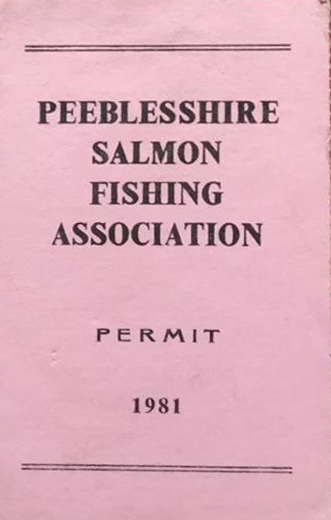 PEEBLESSHIRE
SALMON
FISHING
ASSOCIATION
PERMIT
1981